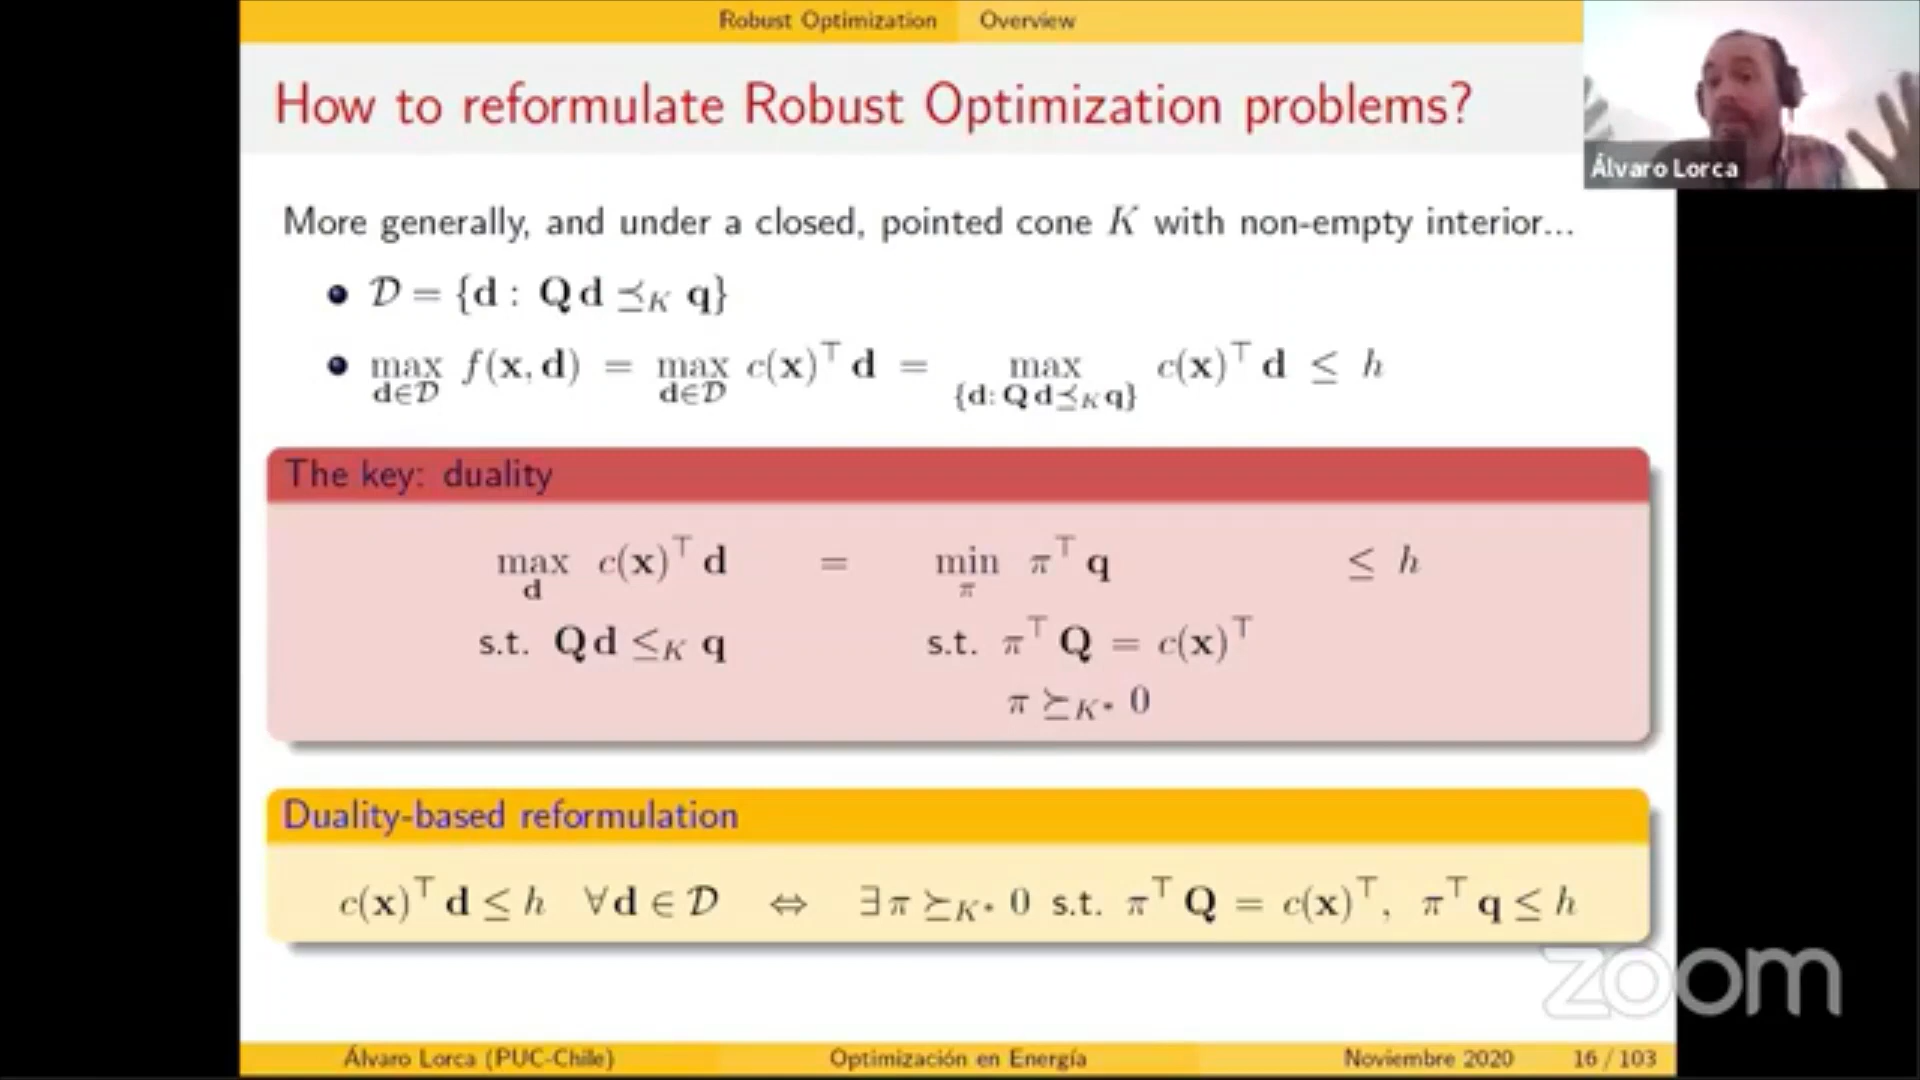 Robust Optimization Overview
How to reformulate Robust Optimization problems?
Álvaro Lorca
More generally, and under a closed, pointed cone K with non-empty interior...
𝒟 = {d : Q d ⪯_K q}
max_{d∈𝒟} f(x, d) = max_{d∈𝒟} c(x)^⊤ d = max_{{d: Q d ⪯_K q}} c(x)^⊤ d ≤ h
The key: duality
max_d c(x)^⊤ d = min_π π^⊤ q ≤ h
s.t. Q d ≤_K q s.t. π^⊤ Q = c(x)^⊤
π ⪰_{K*} 0
Duality-based reformulation
c(x)^⊤ d ≤ h ∀ d ∈ 𝒟 ⇔ ∃ π ⪰_{K*} 0 s.t. π^⊤ Q = c(x)^⊤, π^⊤ q ≤ h
zoom
Álvaro Lorca (PUC-Chile) Optimización en Energía Noviembre 2020 16 / 103